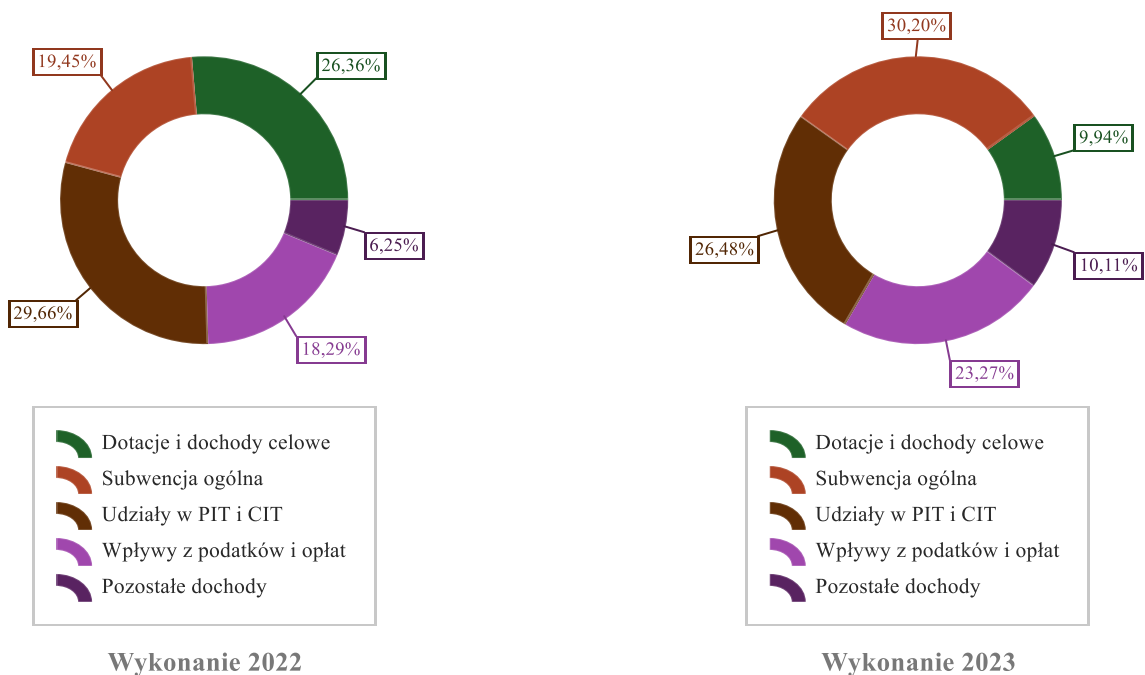 19,45%
26,36%
6,25%
29,66%
18,29%
Dotacje i dochody celowe
Subwencja ogólna
Udziały w PIT i CIT
Wpływy z podatków i opłat
Pozostałe dochody
Wykonanie 2022
30,20%
9,94%
26,48%
10,11%
23,27%
Dotacje i dochody celowe
Subwencja ogólna
Udziały w PIT i CIT
Wpływy z podatków i opłat
Pozostałe dochody
Wykonanie 2023